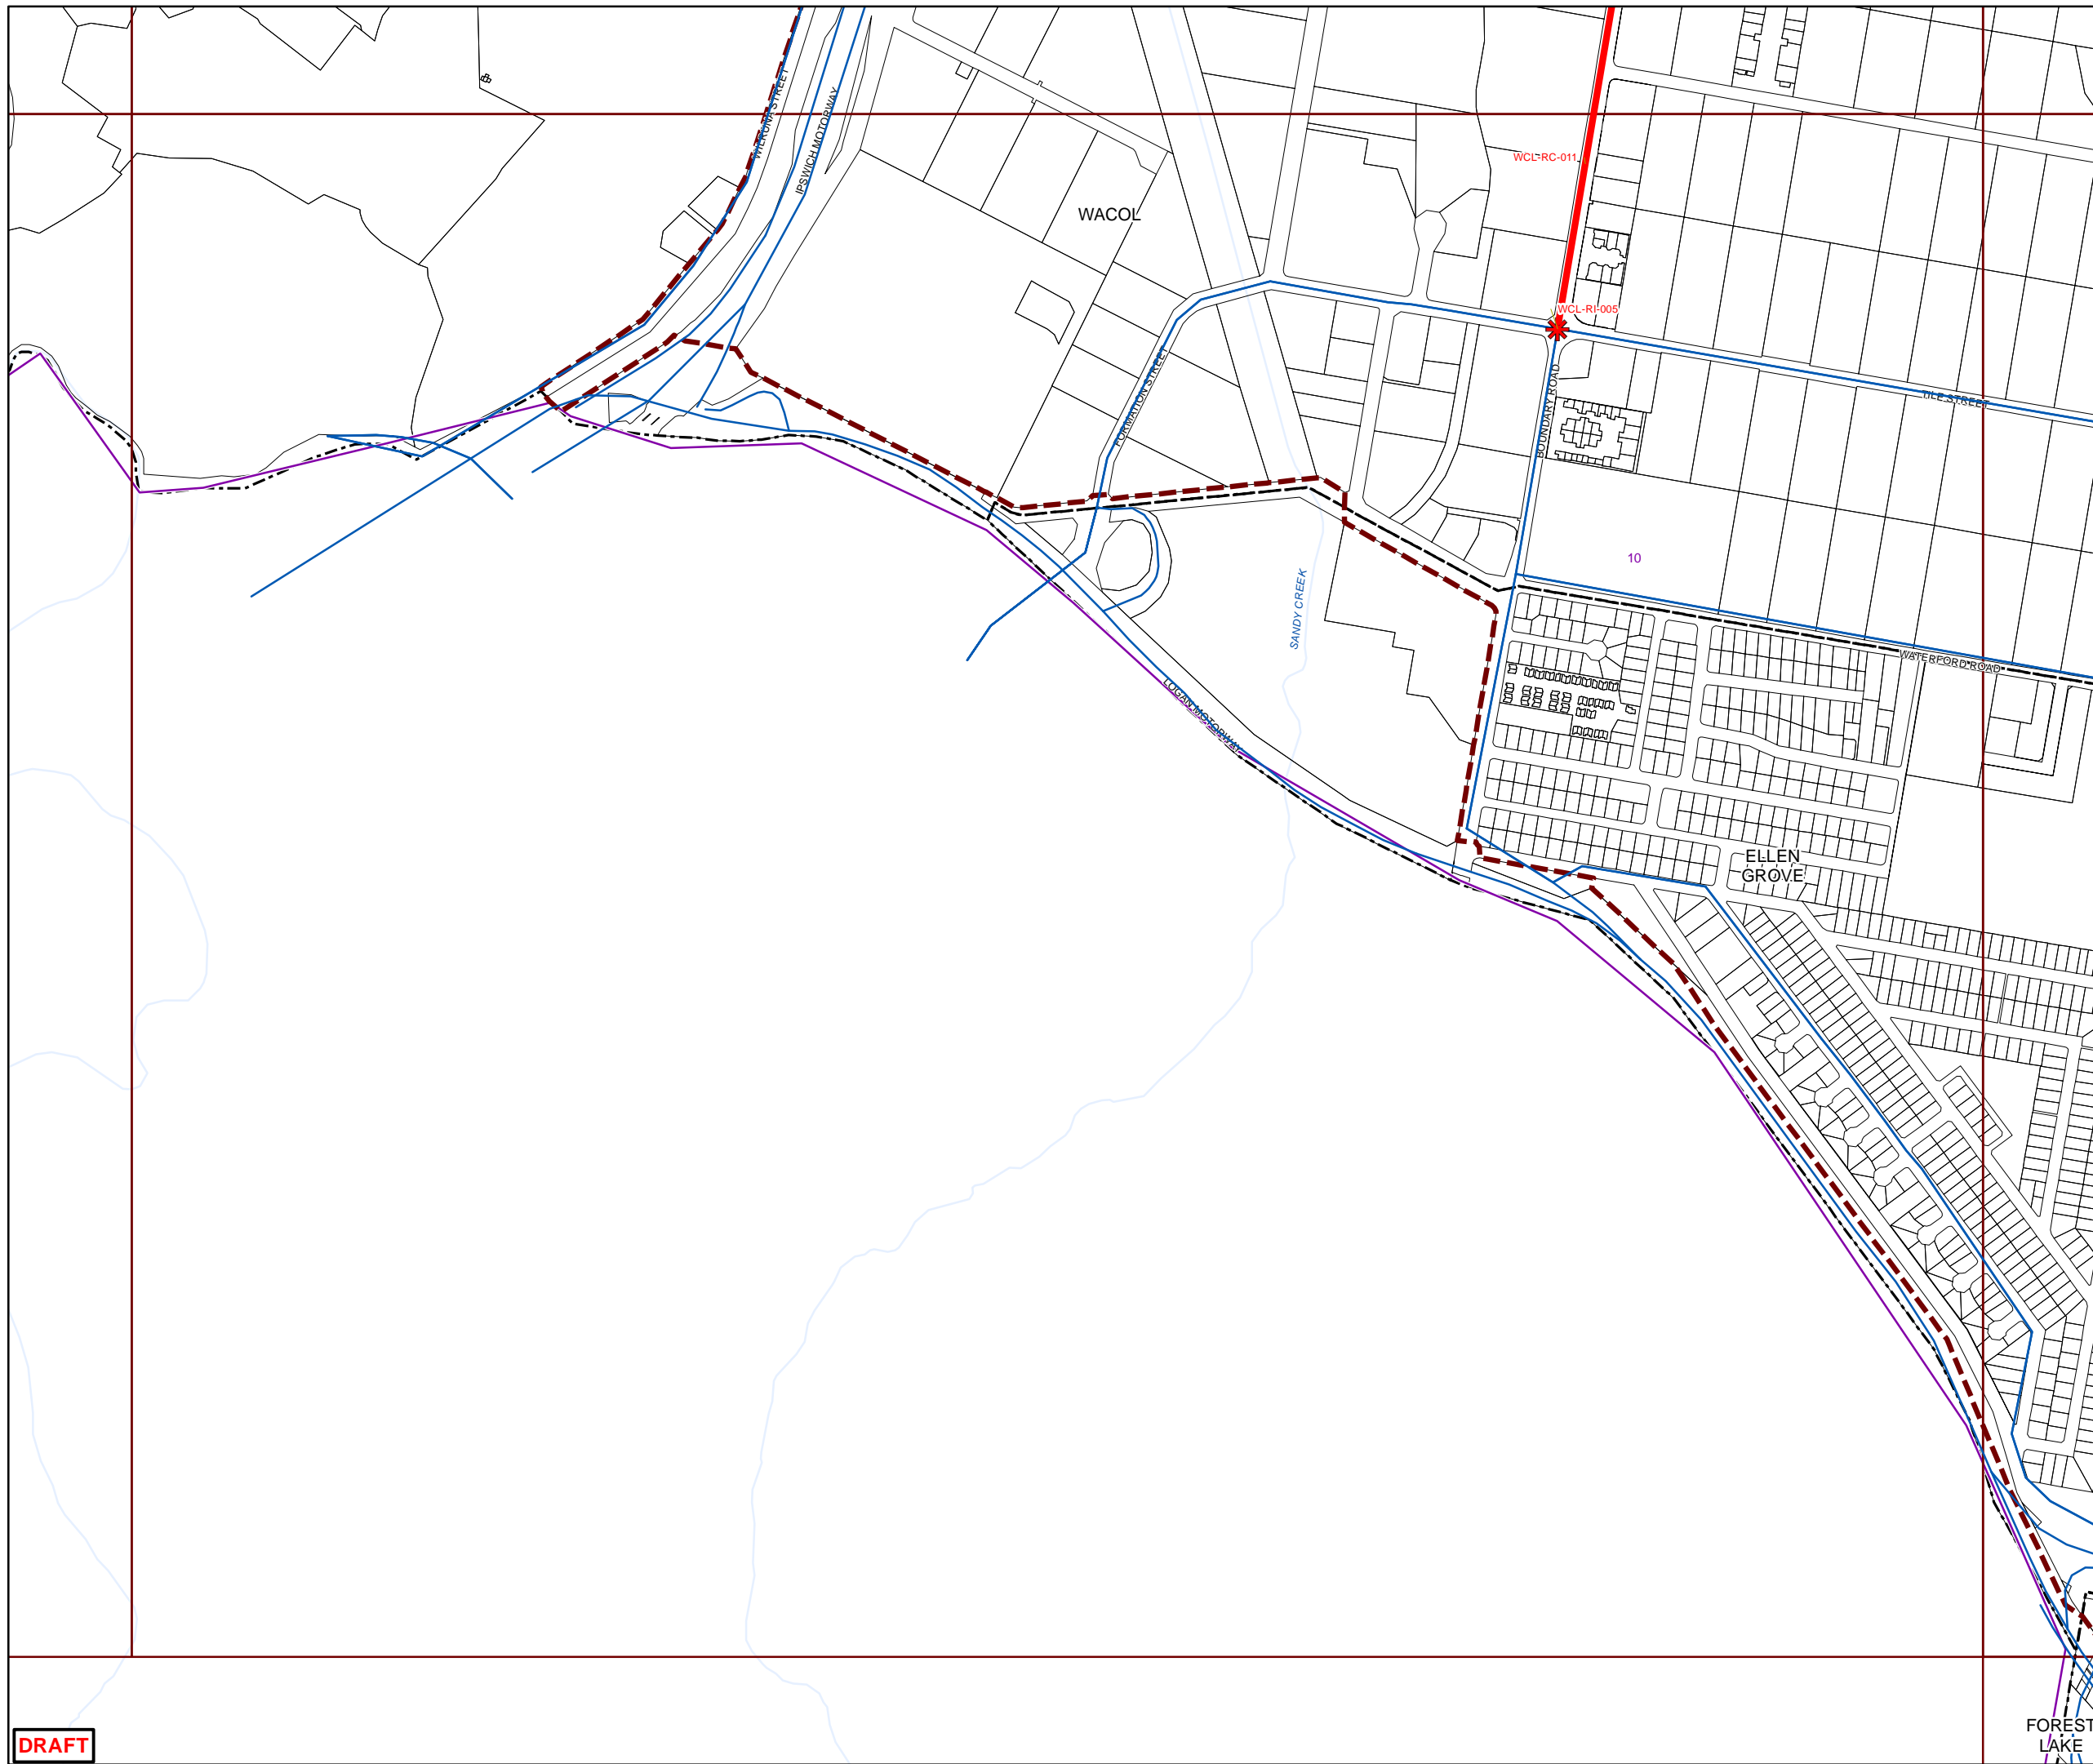 WILRUNA STREET
IPSWICH MOTORWAY
WCL-RC-011
WACOL
WCL-RI-005
FORMATION STREET
BOUNDARY ROAD
TILE STREET
10
SANDY CREEK
WATERFORD ROAD
LOGAN MOTORWAY
ELLEN
GROVE
FOREST
LAKE
DRAFT